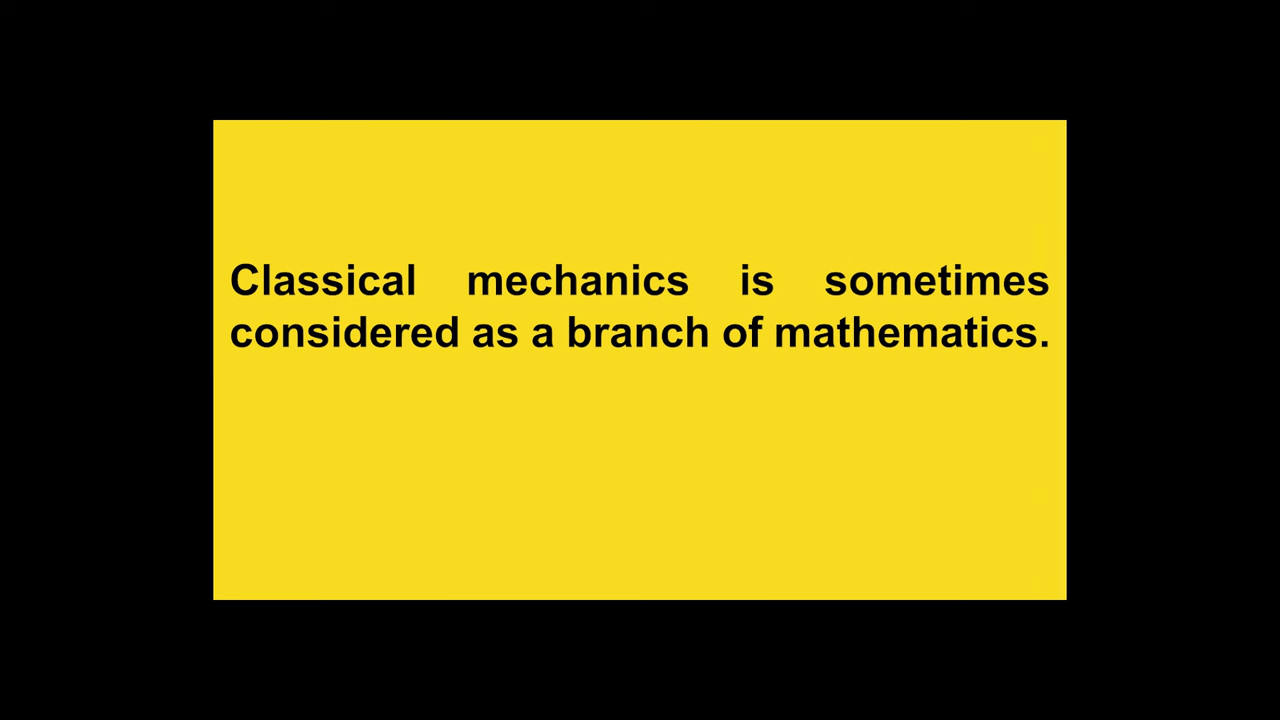 Classical mechanics is sometimes
considered as a branch of mathematics.